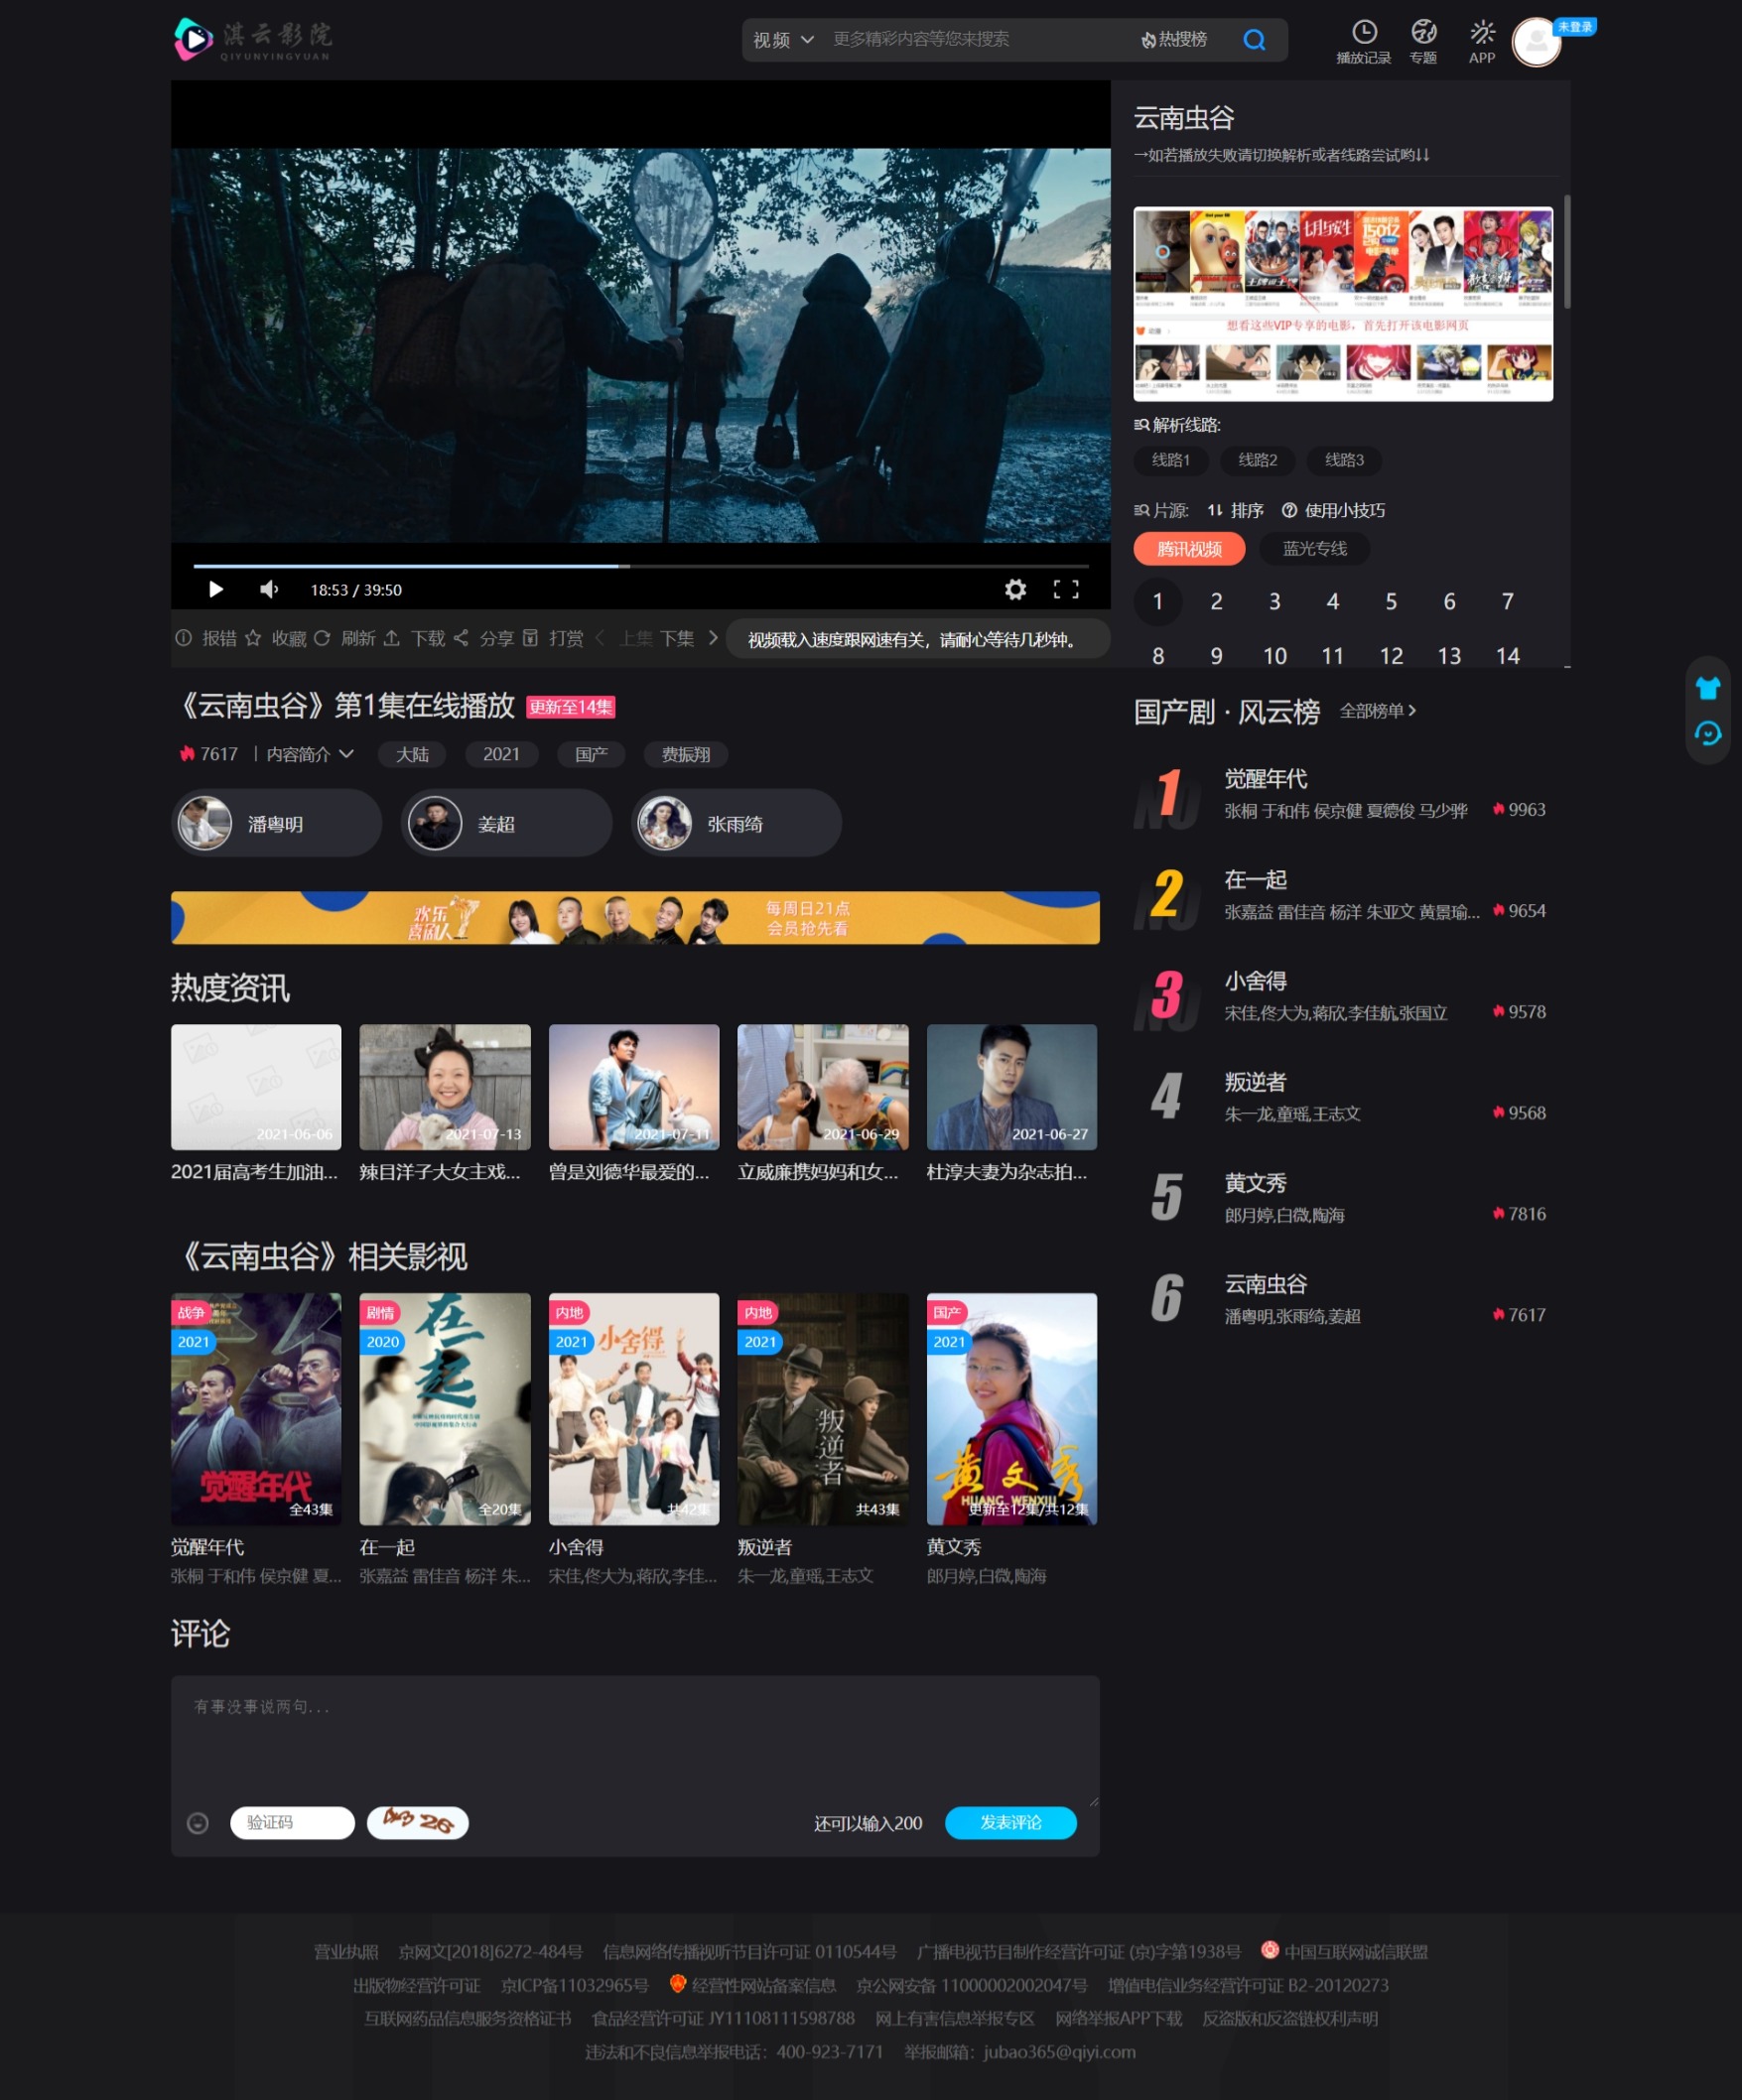 淇云影院
QIYUNYINGYUAN
视频
更多精彩内容等您来搜索
热搜榜
播放记录
专题
APP
未登录
云南虫谷
→如若播放失败请切换解析或者线路尝试哟↓↓
想看这些VIP专享的电影，首先打开该电影网页
解析线路:
线路1
线路2
线路3
片源:
排序
使用小技巧
腾讯视频
蓝光专线
1 2 3 4 5 6 7
8 9 10 11 12 13 14
18:53 / 39:50
报错
收藏
刷新
下载
分享
打赏
上集
下集
视频载入速度跟网速有关，请耐心等待几秒钟。
《云南虫谷》第1集在线播放
更新至14集
7617
内容简介
大陆
2021
国产
费振翔
潘粤明
姜超
张雨绮
欢乐喜剧人
每周日21点
会员抢先看
国产剧 · 风云榜
全部榜单
1
觉醒年代
张桐 于和伟 侯京健 夏德俊 马少骅
9963
2
在一起
张嘉益 雷佳音 杨洋 朱亚文 黄景瑜...
9654
3
小舍得
宋佳,佟大为,蒋欣,李佳航,张国立
9578
4
叛逆者
朱一龙,童瑶,王志文
9568
5
黄文秀
郎月婷,白微,陶海
7816
6
云南虫谷
潘粤明,张雨绮,姜超
7617
热度资讯
2021-06-06
2021届高考生加油...
2021-07-13
辣目洋子大女主戏...
2021-07-11
曾是刘德华最爱的...
2021-06-29
立威廉携妈妈和女...
2021-06-27
杜淳夫妻为杂志拍...
《云南虫谷》相关影视
战争
2021
觉醒年代
全43集
觉醒年代
张桐 于和伟 侯京健 夏...
剧情
2020
在一起
全20集
在一起
张嘉益 雷佳音 杨洋 朱...
内地
2021
小舍得
共42集
小舍得
宋佳,佟大为,蒋欣,李佳...
内地
2021
叛逆者
共43集
叛逆者
朱一龙,童瑶,王志文
国产
2021
黄文秀
HUANG WENXIU
更新至12集/共12集
黄文秀
郎月婷,白微,陶海
评论
有事没事说两句...
验证码
还可以输入200
发表评论
营业执照 京网文[2018]6272-484号 信息网络传播视听节目许可证 0110544号 广播电视节目制作经营许可证 (京)字第1938号 中国互联网诚信联盟
出版物经营许可证 京ICP备11032965号 经营性网站备案信息 京公网安备 11000002002047号 增值电信业务经营许可证 B2-20120273
互联网药品信息服务资格证书 食品经营许可证 JY11108111598788 网上有害信息举报专区 网络举报APP下载 反盗版和反盗链权利声明
违法和不良信息举报电话：400-923-7171 举报邮箱：jubao365@qiyi.com